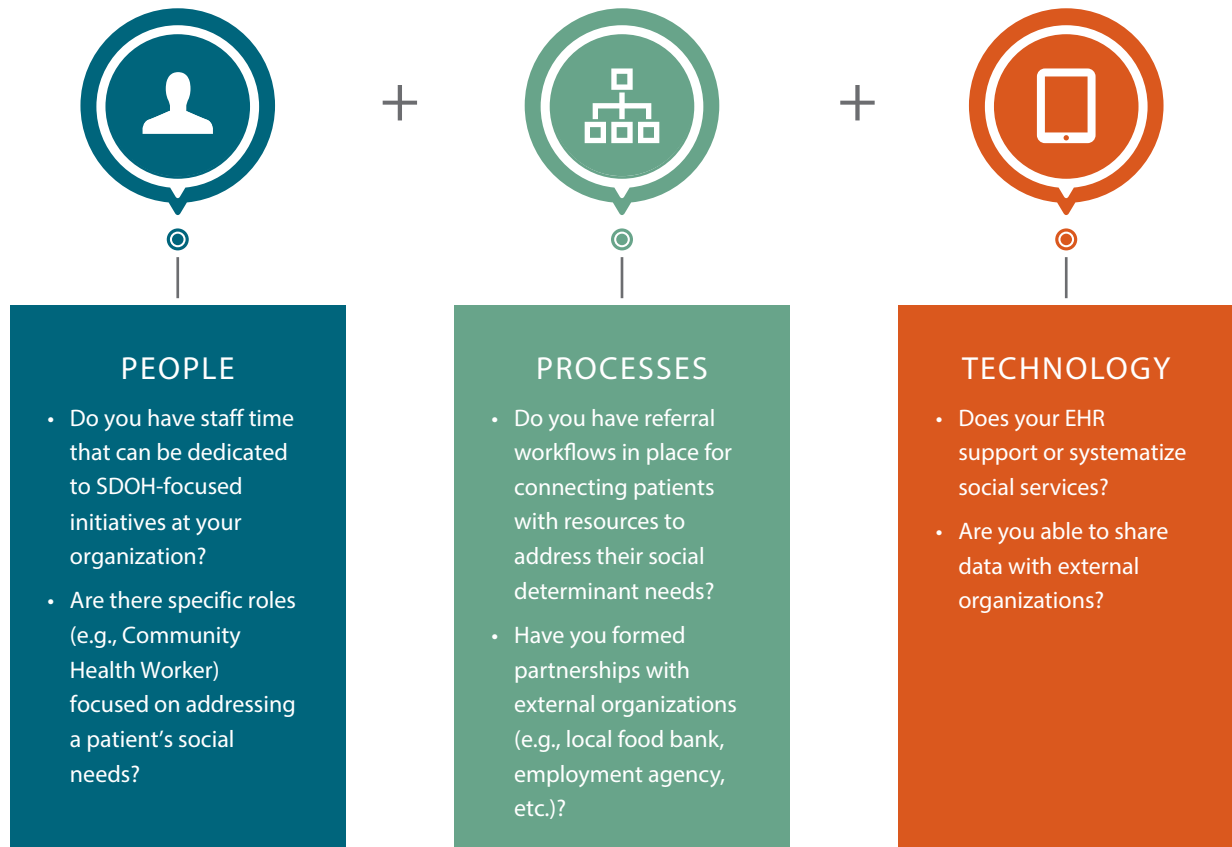 +
+
PEOPLE
• Do you have staff time
that can be dedicated
to SDOH-focused
initiatives at your
organization?
• Are there specific roles
(e.g., Community
Health Worker)
focused on addressing
a patient’s social
needs?
PROCESSES
• Do you have referral
workflows in place for
connecting patients
with resources to
address their social
determinant needs?
• Have you formed
partnerships with
external organizations
(e.g., local food bank,
employment agency,
etc.)?
TECHNOLOGY
• Does your EHR
support or systematize
social services?
• Are you able to share
data with external
organizations?